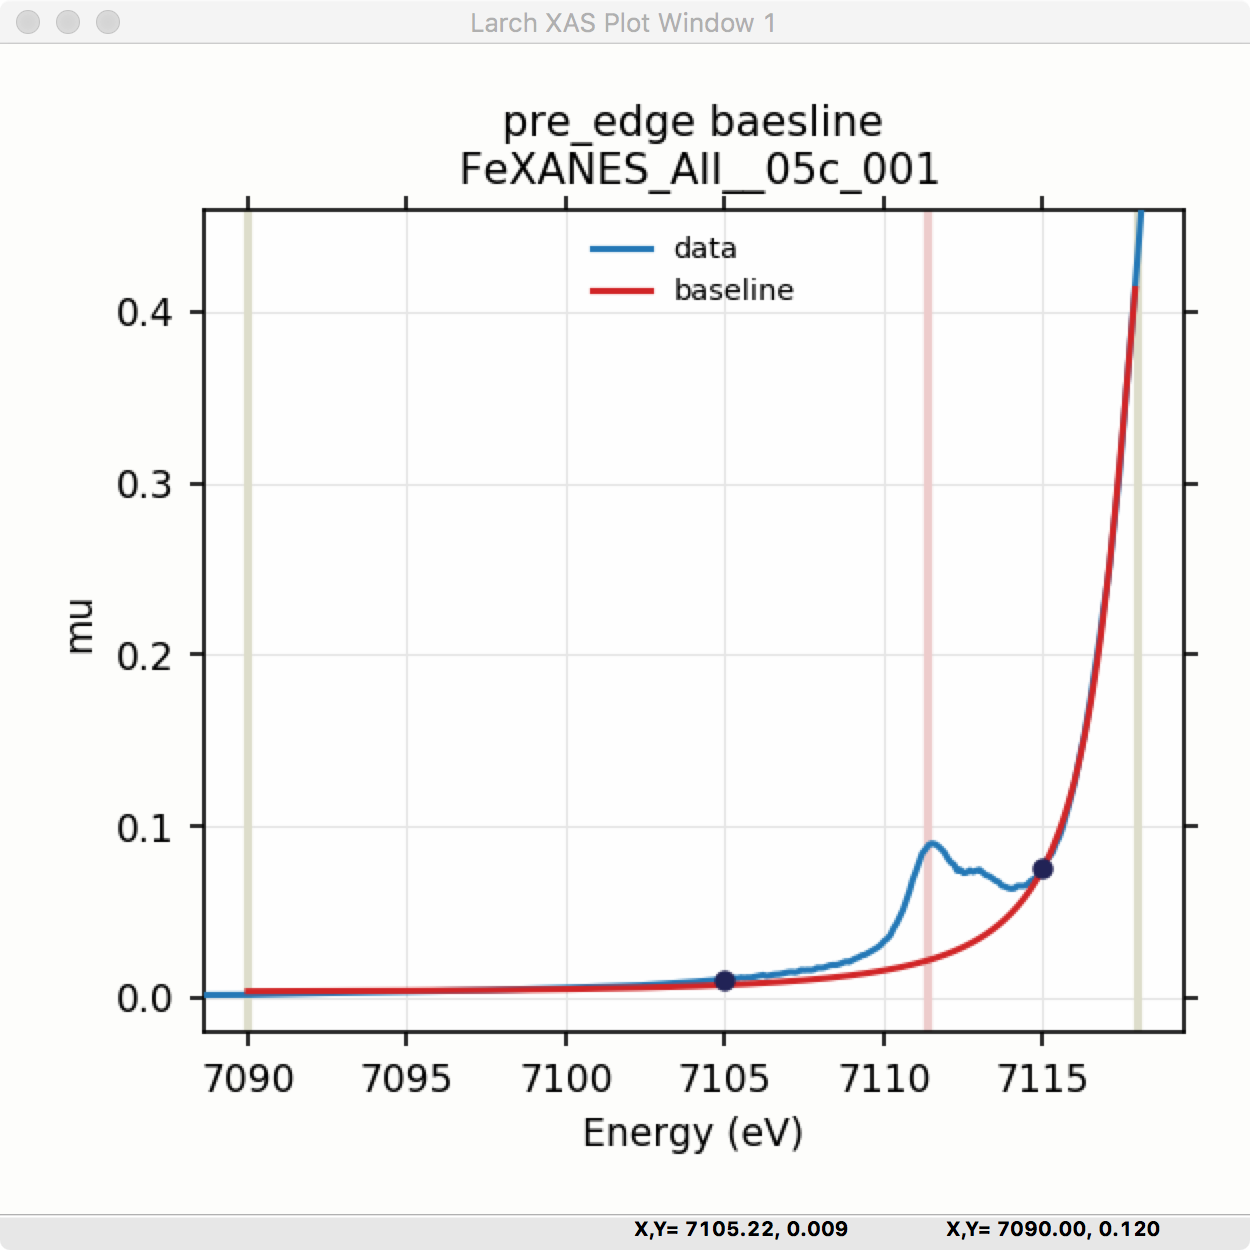 Larch XAS Plot Window 1
pre_edge baesline
FeXANES_All__05c_001
data
baseline
0.4
0.3
0.2
0.1
0.0
mu
7090 7095 7100 7105 7110 7115
Energy (eV)
X,Y= 7105.22, 0.009 X,Y= 7090.00, 0.120